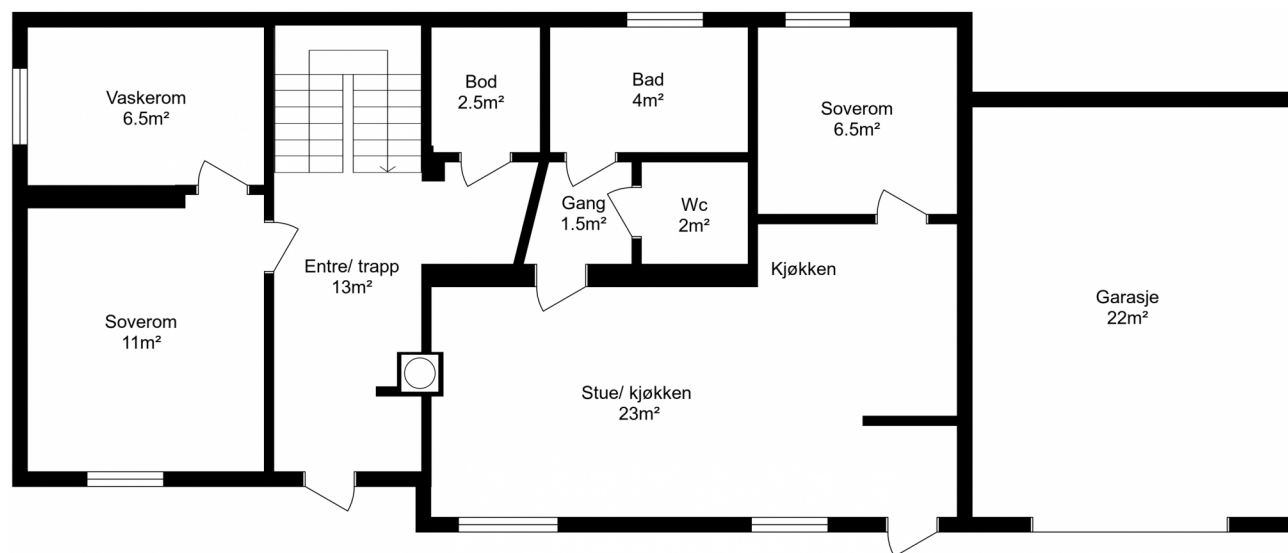 Vaskerom
6.5m²
Bod
2.5m²
Bad
4m²
Soverom
6.5m²
Gang
1.5m²
Wc
2m²
Entre/ trapp
13m²
Kjøkken
Garasje
22m²
Soverom
11m²
Stue/ kjøkken
23m²